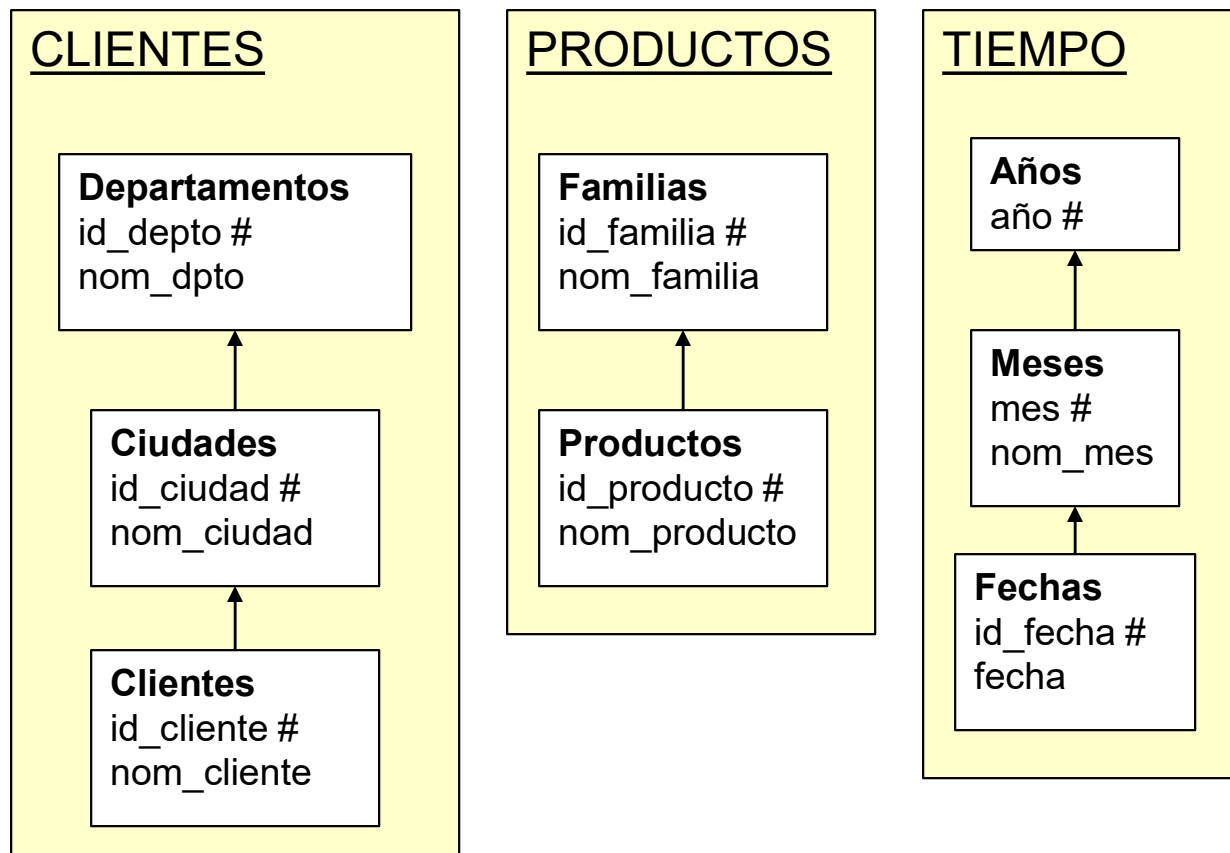 CLIENTES
Departamentos
id_depto #
nom_dpto
Ciudades
id_ciudad #
nom_ciudad
Clientes
id_cliente #
nom_cliente
PRODUCTOS
Familias
id_familia #
nom_familia
Productos
id_producto #
nom_producto
TIEMPO
Años
año #
Meses
mes #
nom_mes
Fechas
id_fecha #
fecha